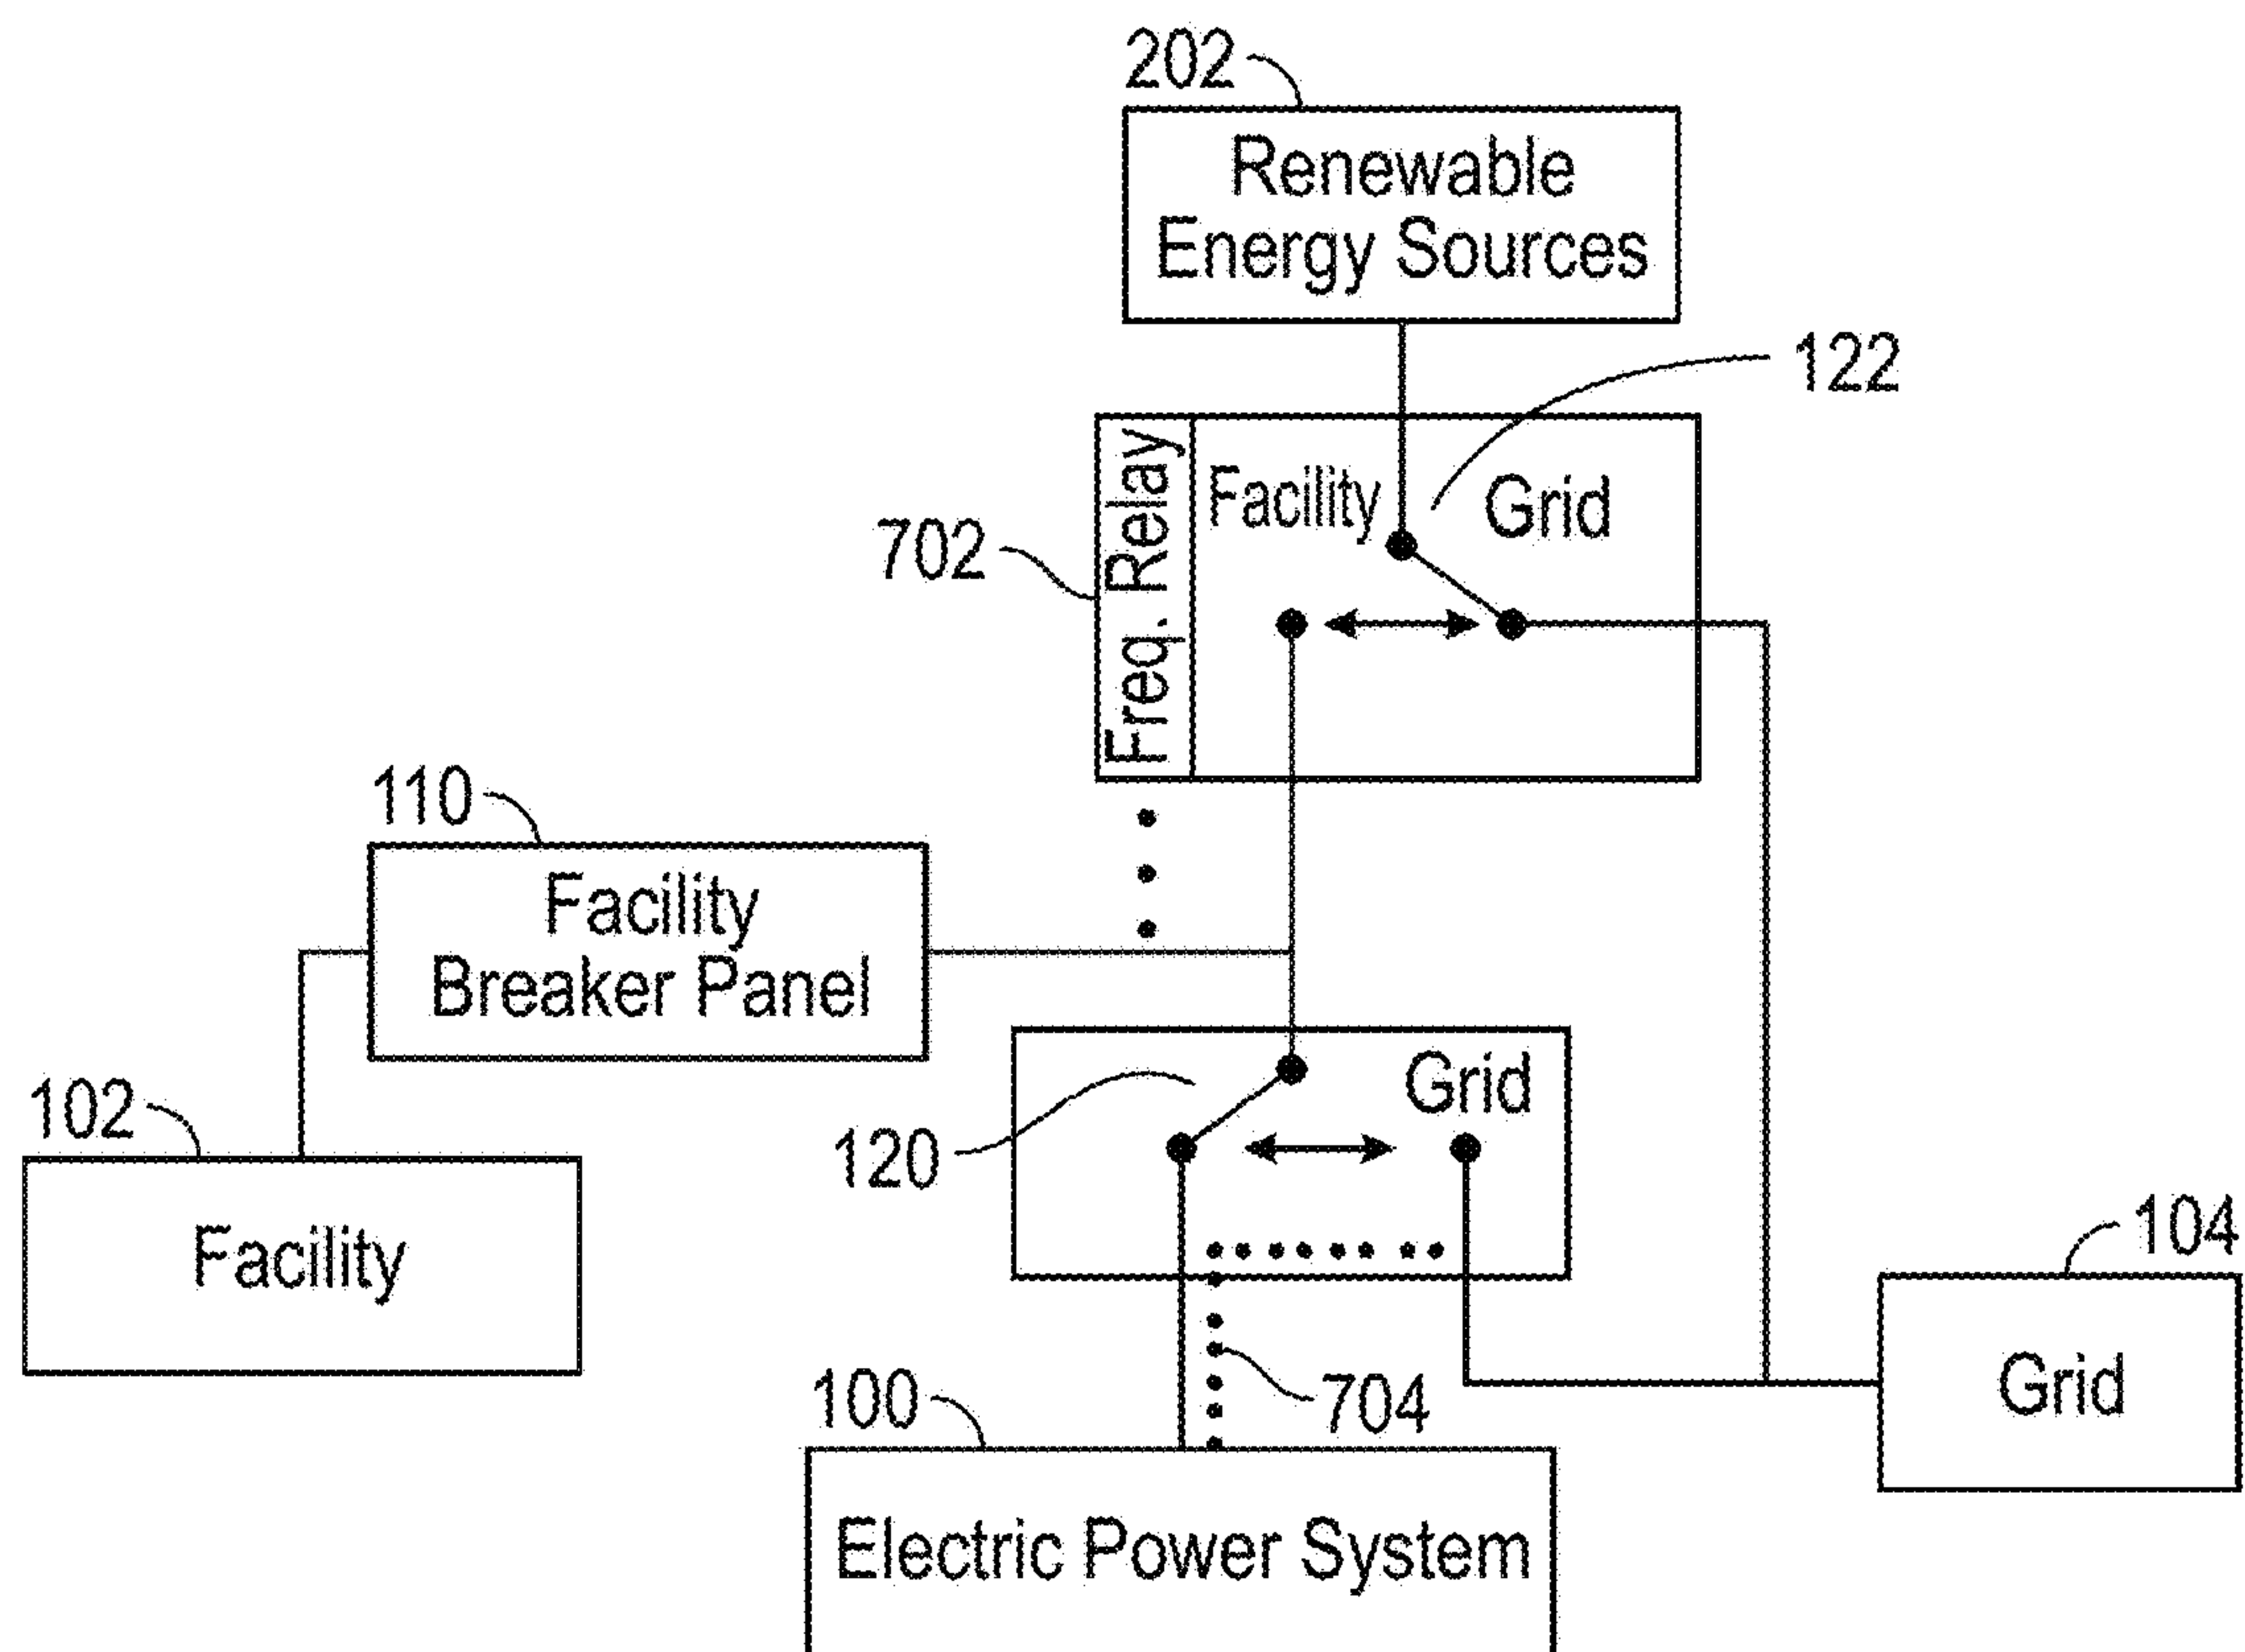 202
Renewable
Energy Sources
122
Freq. Relay
Facility
Grid
702
110
Facility
Breaker Panel
102
Facility
120
Grid
104
Grid
100
704
Electric Power System